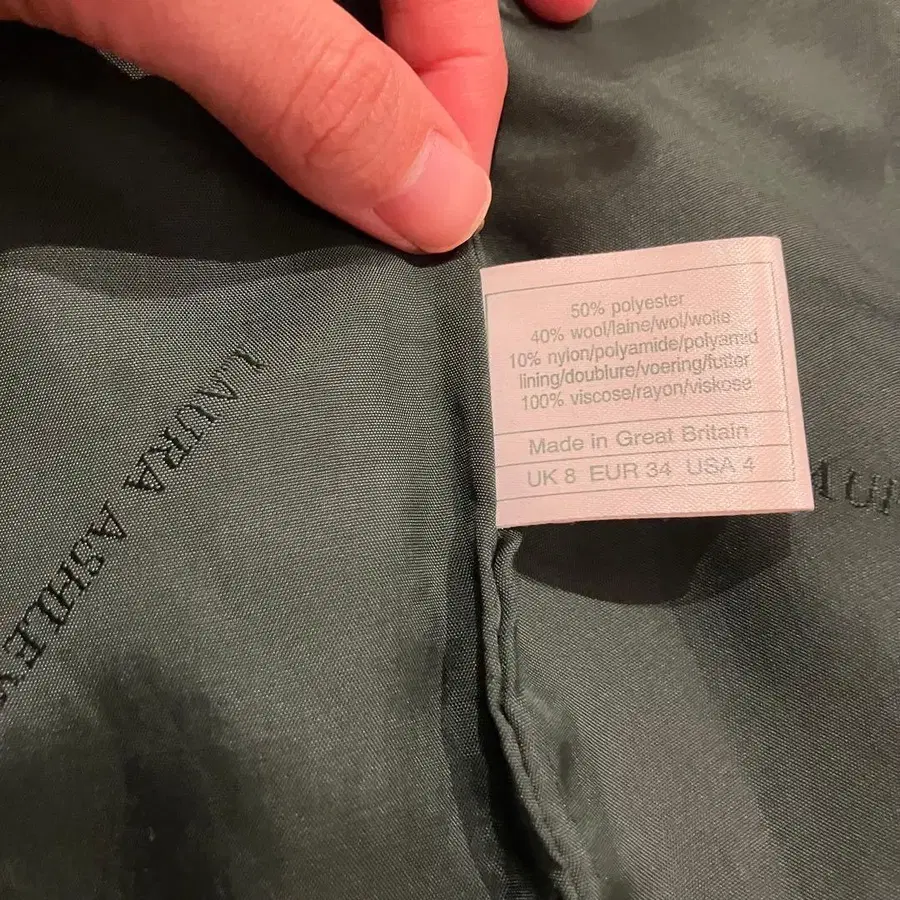 50% polyester
40% wool/laine/wol/wolle
10% nylon/polyamide/polyamid
lining/doublure/voering/futter
100% viscose/rayon/viskose
Made in Great Britain
UK 8 EUR 34 USA 4
LAURA ASHLEY